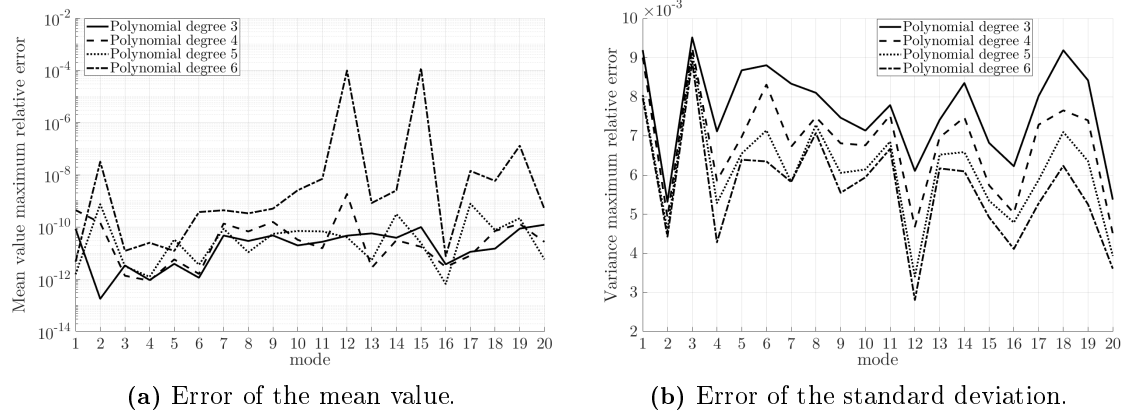 Mean value maximum relative error
10^-2
10^-4
10^-6
10^-8
10^-10
10^-12
10^-14
Polynomial degree 3
Polynomial degree 4
Polynomial degree 5
Polynomial degree 6
1 2 3 4 5 6 7 8 9 10 11 12 13 14 15 16 17 18 19 20
mode
(a) Error of the mean value.
Variance maximum relative error
×10^-3
10
9
8
7
6
5
4
3
2
Polynomial degree 3
Polynomial degree 4
Polynomial degree 5
Polynomial degree 6
1 2 3 4 5 6 7 8 9 10 11 12 13 14 15 16 17 18 19 20
mode
(b) Error of the standard deviation.